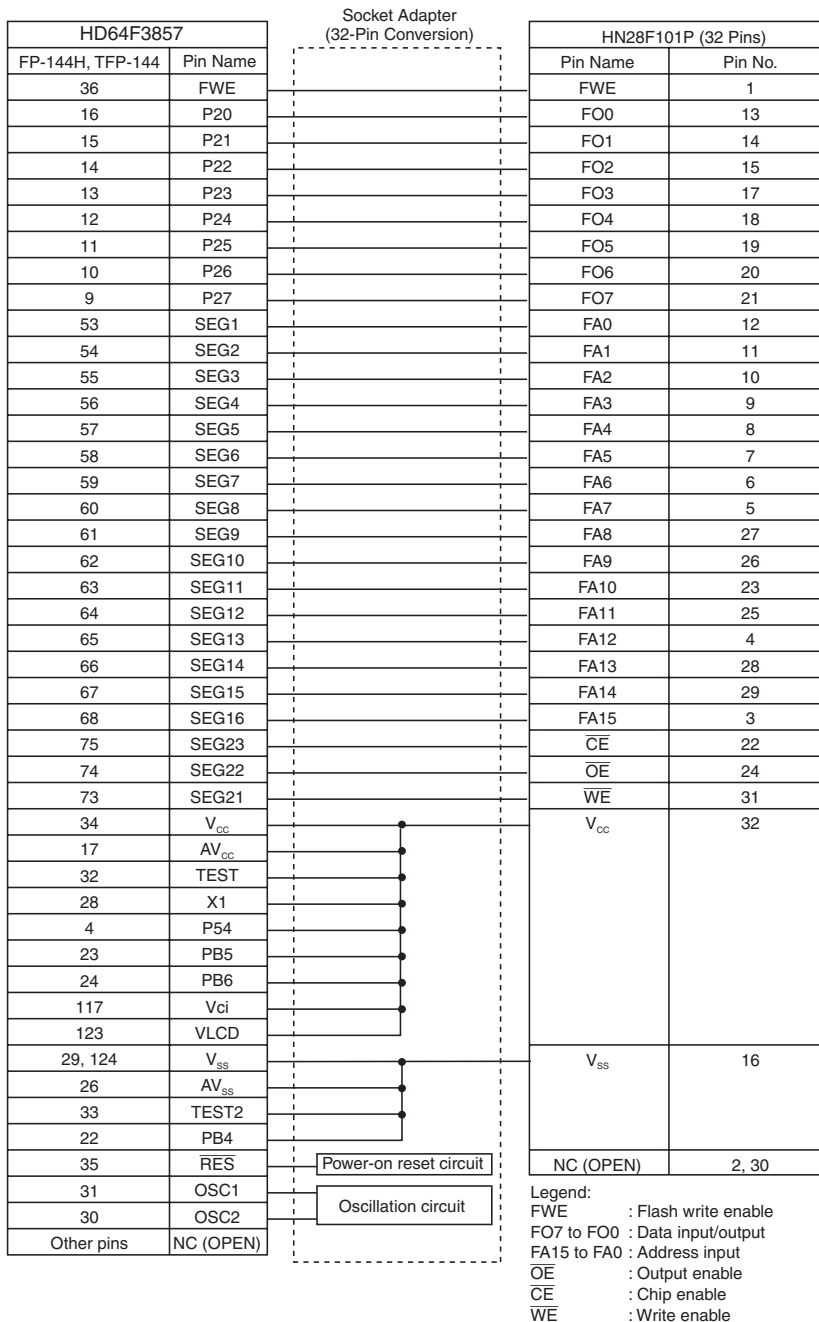 Socket Adapter
(32-Pin Conversion)
HD64F3857 HN28F101P (32 Pins)
FP-144H, TFP-144 Pin Name Pin Name Pin No.
36 FWE FWE 1
16 P20 FO0 13
15 P21 FO1 14
14 P22 FO2 15
13 P23 FO3 17
12 P24 FO4 18
11 P25 FO5 19
10 P26 FO6 20
9 P27 FO7 21
53 SEG1 FA0 12
54 SEG2 FA1 11
55 SEG3 FA2 10
56 SEG4 FA3 9
57 SEG5 FA4 8
58 SEG6 FA5 7
59 SEG7 FA6 6
60 SEG8 FA7 5
61 SEG9 FA8 27
62 SEG10 FA9 26
63 SEG11 FA10 23
64 SEG12 FA11 25
65 SEG13 FA12 4
66 SEG14 FA13 28
67 SEG15 FA14 29
68 SEG16 FA15 3
75 SEG23 C̅E̅ 22
74 SEG22 O̅E̅ 24
73 SEG21 W̅E̅ 31
34 Vcc Vcc 32
17 AVcc
32 TEST
28 X1
4 P54
23 PB5
24 PB6
117 Vci
123 VLCD
29, 124 Vss Vss 16
26 AVss
33 TEST2
22 PB4
35 R̅E̅S̅ Power-on reset circuit NC (OPEN) 2, 30
31 OSC1 Oscillation circuit
30 OSC2
Other pins NC (OPEN)
Legend:
FWE : Flash write enable
FO7 to FO0 : Data input/output
FA15 to FA0 : Address input
O̅E̅ : Output enable
C̅E̅ : Chip enable
W̅E̅ : Write enable